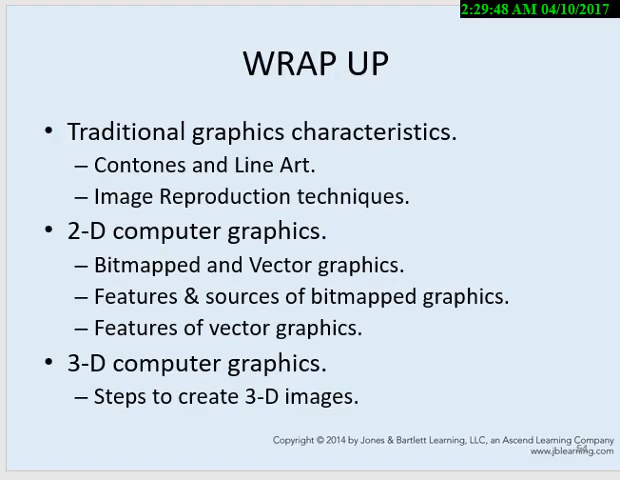 2:29:48 AM 04/10/2017
WRAP UP
• Traditional graphics characteristics.
– Contones and Line Art.
– Image Reproduction techniques.
• 2-D computer graphics.
– Bitmapped and Vector graphics.
– Features & sources of bitmapped graphics.
– Features of vector graphics.
• 3-D computer graphics.
– Steps to create 3-D images.
Copyright © 2014 by Jones & Bartlett Learning, LLC, an Ascend Learning Company
www.jblearning.com